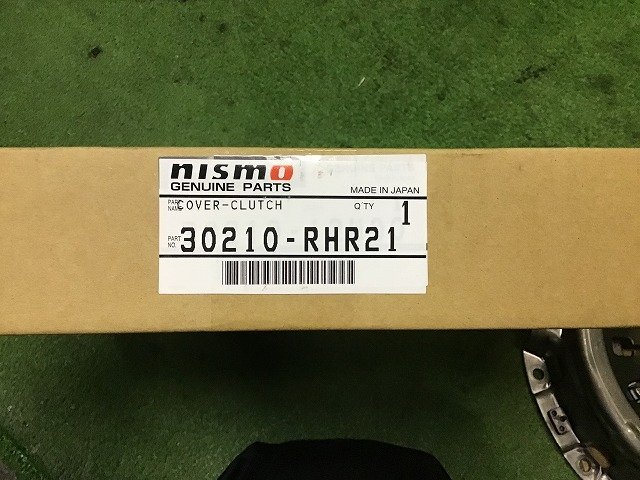 nismo
GENUINE PARTS
MADE IN JAPAN
PART NAME COVER-CLUTCH Q'TY 1
PART NO. 30210-RHR21